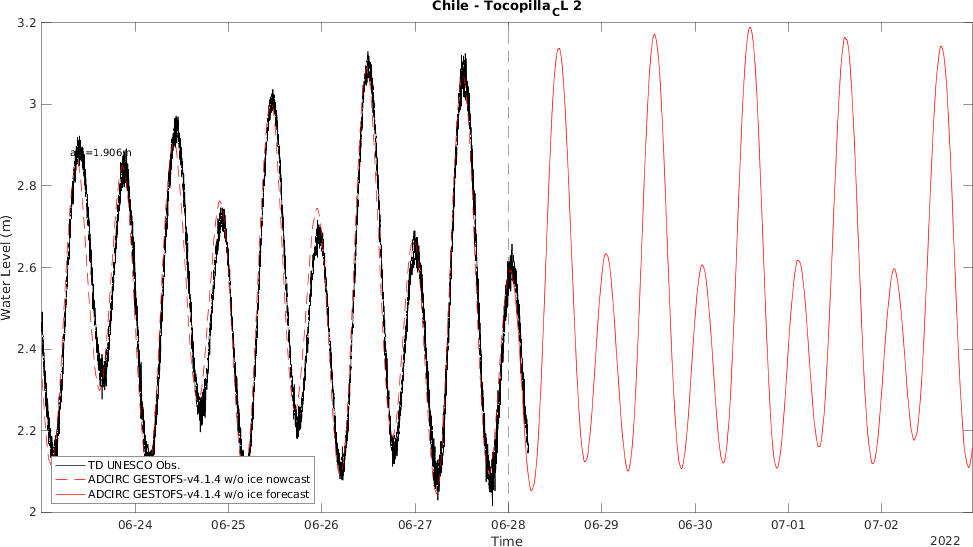 Chile - Tocopilla_CL 2
3.2
3
2.8
2.6
2.4
2.2
2
Water Level (m)
=1.906m
TD UNESCO Obs.
ADCIRC GESTOFS-v4.1.4 w/o ice nowcast
ADCIRC GESTOFS-v4.1.4 w/o ice forecast
06-24
06-25
06-26
06-27
06-28
06-29
06-30
07-01
07-02
Time
2022